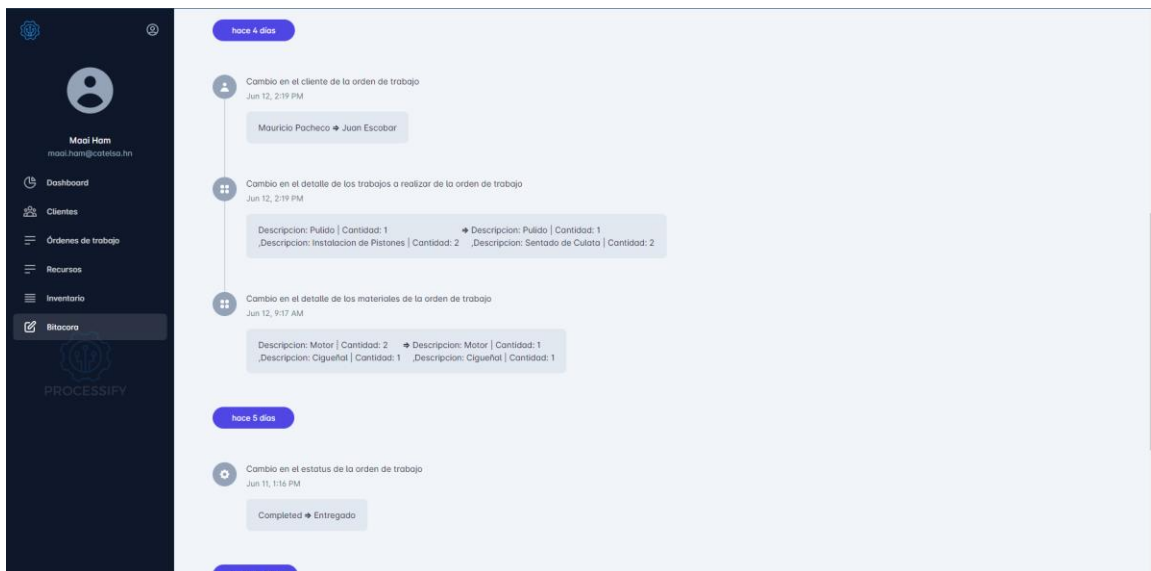 Maai Ham
maai.ham@catelsa.hn
Dashboard
Clientes
Órdenes de trabajo
Recursos
Inventario
Bitacora
PROCESSIFY
hace 4 días
Cambio en el cliente de la orden de trabajo
Jun 12, 2:19 PM
Mauricio Pacheco → Juan Escobar
Cambio en el detalle de los trabajos a realizar de la orden de trabajo
Jun 12, 2:19 PM
Descripcion: Pulido | Cantidad: 1 → Descripcion: Pulido | Cantidad: 1
,Descripcion: Instalacion de Pistones | Cantidad: 2 ,Descripcion: Sentado de Culata | Cantidad: 2
Cambio en el detalle de los materiales de la orden de trabajo
Jun 12, 9:17 AM
Descripcion: Motor | Cantidad: 2 → Descripcion: Motor | Cantidad: 1
,Descripcion: Cigueñal | Cantidad: 1 ,Descripcion: Cigueñal | Cantidad: 1
hace 5 días
Cambio en el estatus de la orden de trabajo
Jun 11, 1:16 PM
Completed → Entregado